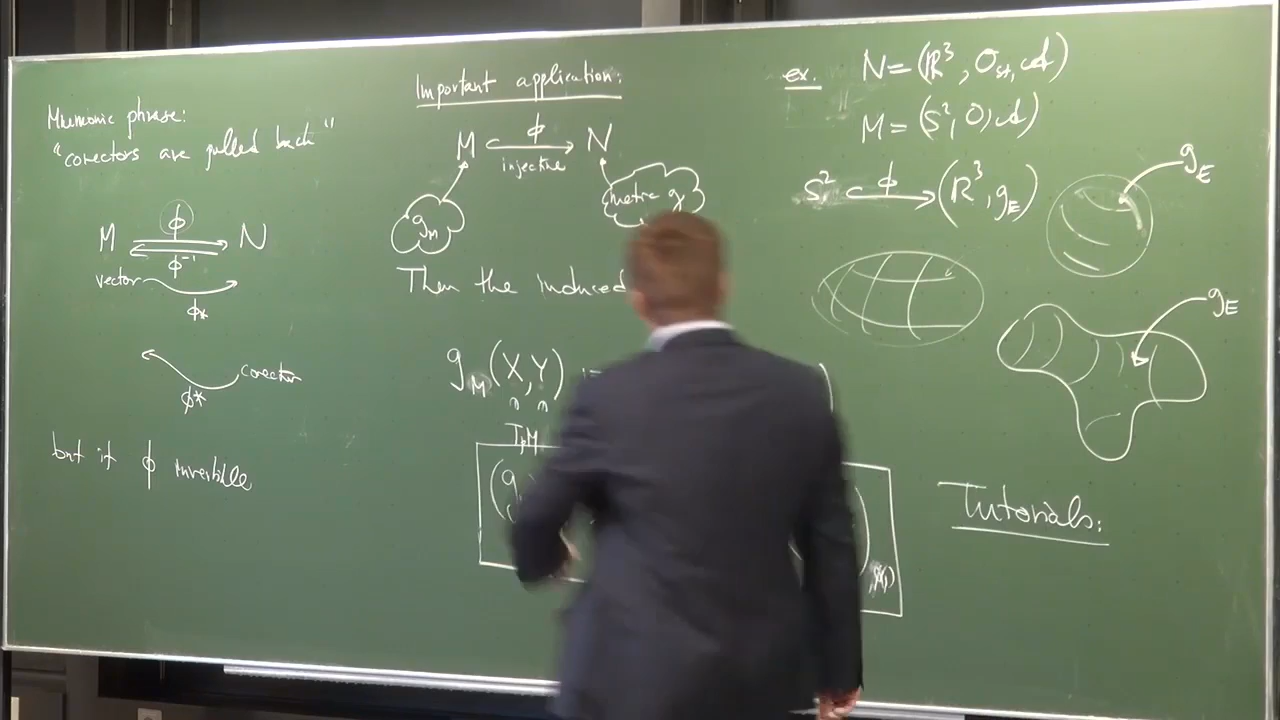 Mnemonic phrase:
"covectors are pulled back"
M ⟶ N
ϕ
ϕ⁻¹
vector
ϕ*
covector
ϕ*
but if ϕ invertible
Important application:
M ↪ N
ϕ
injective
g_M
metric g
Then the induced
g_M(X,Y)
T_pM
(g
ex. N=(ℝ³, O_st, A)
M=(S², O, A)
S² ↪ (ℝ³, g_E)
ϕ
g_E
g_E
Tutorials: